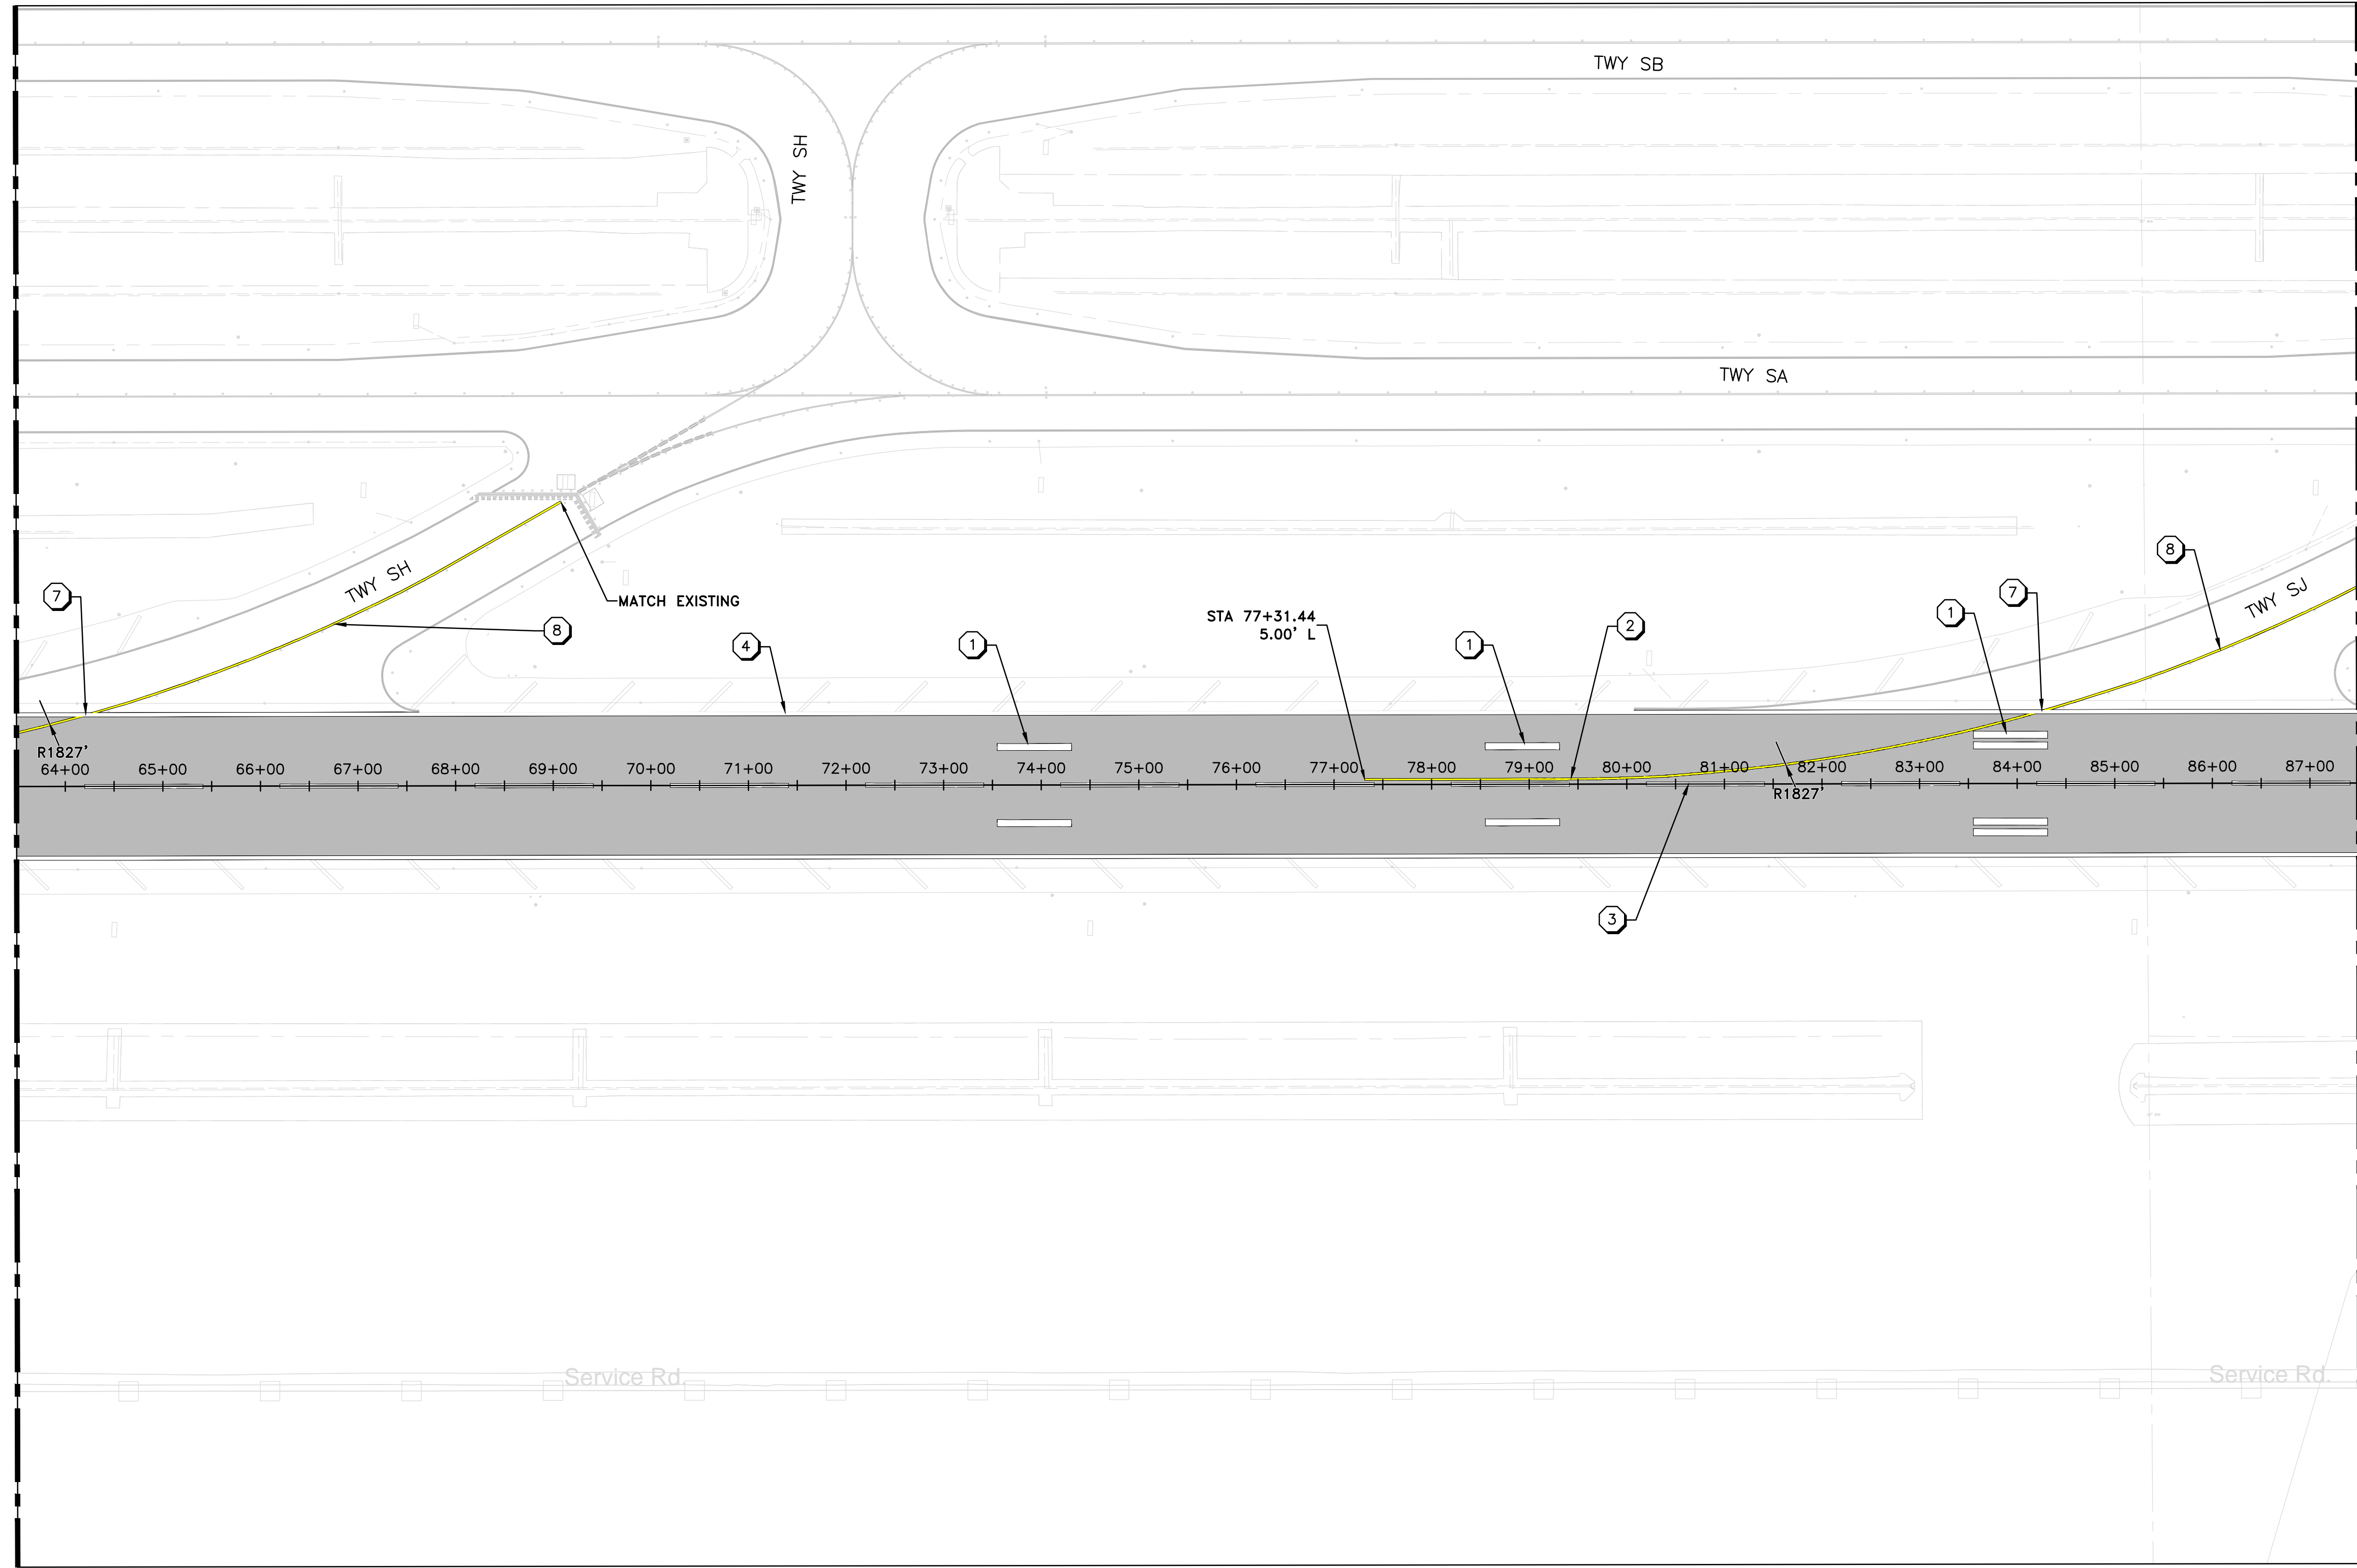 TWY SB
TWY SH
TWY SA
8
7
TWY SH
TWY SJ
7
MATCH EXISTING
1
STA 77+31.44
5.00' L
2
8
4
1
1
R1827'
64+00 65+00 66+00 67+00 68+00 69+00 70+00 71+00 72+00 73+00 74+00 75+00 76+00 77+00 78+00 79+00 80+00 81+00 82+00 83+00 84+00 85+00 86+00 87+00
R1827'
3
Service Rd.
Service Rd.